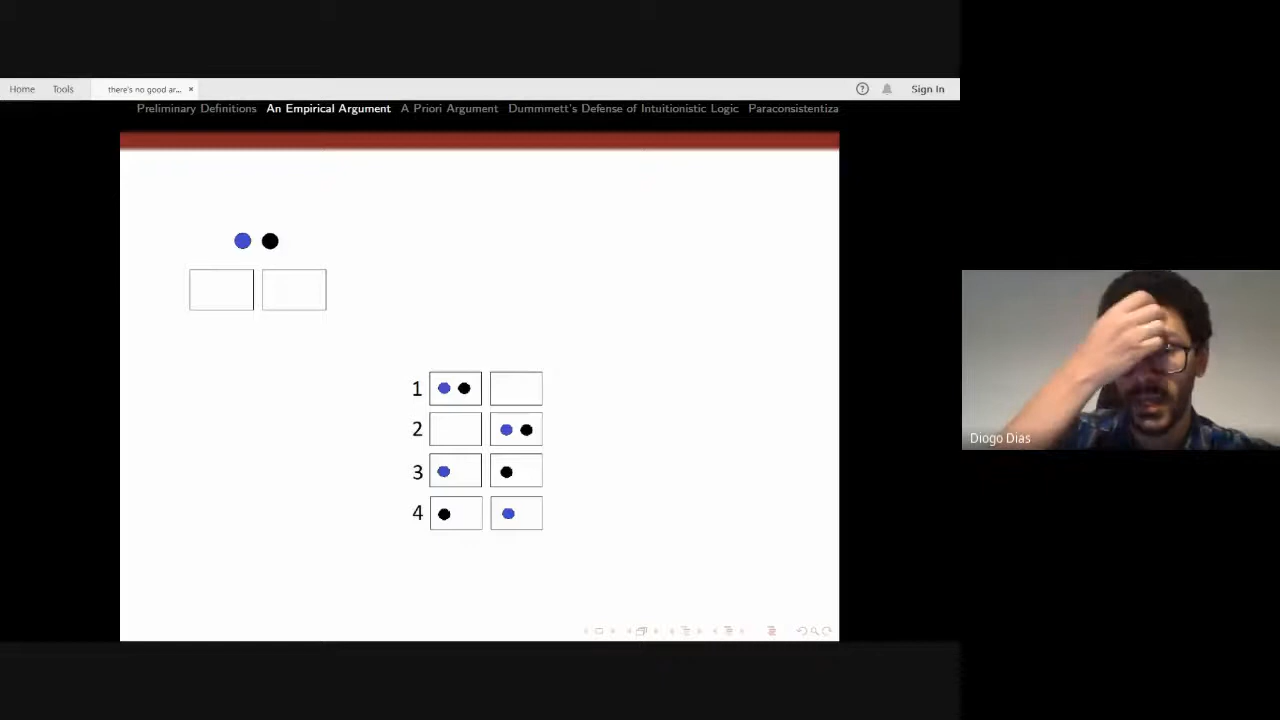 Home Tools there's no good ar... × Sign In
Preliminary Definitions An Empirical Argument A Priori Argument Dummmett's Defense of Intuitionistic Logic Paraconsistentiza
1
2
3
4
Diogo Dias